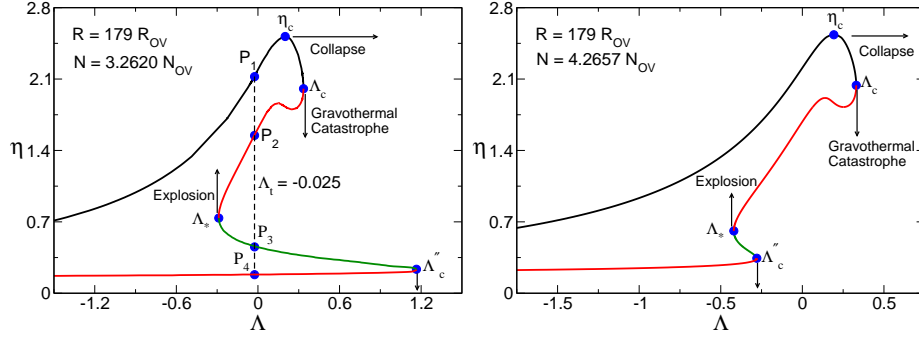 R = 179 R_OV
N = 3.2620 N_OV
η_c
Collapse
P_1
Λ_c
Gravothermal
Catastrophe
P_2
Λ_t = -0.025
Explosion
Λ_*
P_3
P_4
Λ_c″
η
2.8
2.1
1.4
0.7
0
-1.2
-0.6
0
0.6
1.2
Λ
R = 179 R_OV
N = 4.2657 N_OV
η_c
Collapse
Λ_c
Gravothermal
Catastrophe
Explosion
Λ_*
Λ_c″
η
2.8
2.1
1.4
0.7
0
-1.5
-1
-0.5
0
0.5
Λ